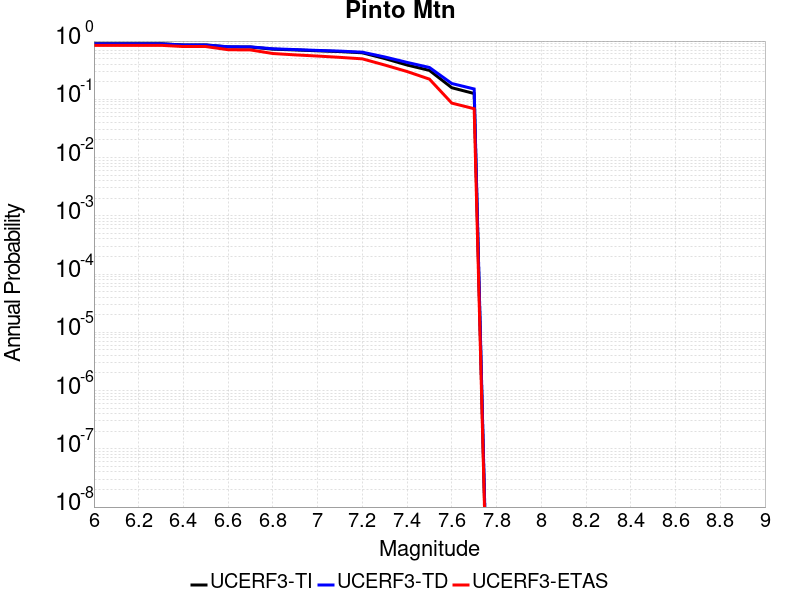 Pinto Mtn
Annual Probability
10^0
10^-1
10^-2
10^-3
10^-4
10^-5
10^-6
10^-7
10^-8
6 6.2 6.4 6.6 6.8 7 7.2 7.4 7.6 7.8 8 8.2 8.4 8.6 8.8 9
Magnitude
UCERF3-TI UCERF3-TD UCERF3-ETAS